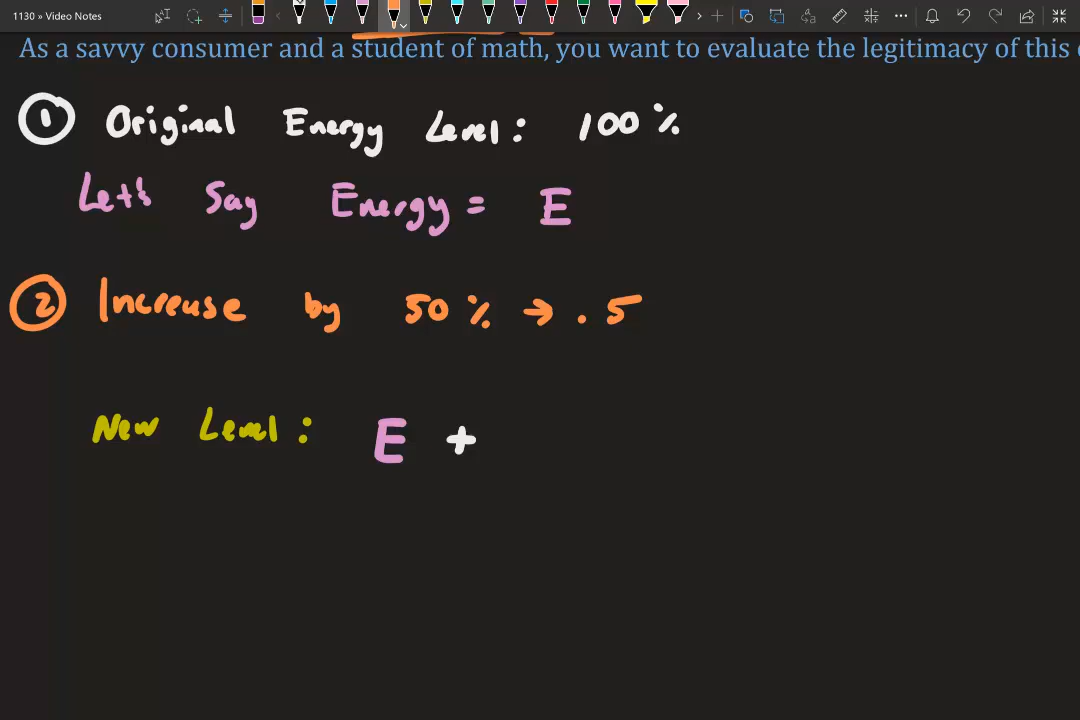 1130 » Video Notes
As a savvy consumer and a student of math, you want to evaluate the legitimacy of this
① Original Energy Level: 100%
Let's Say Energy = E
② Increase by 50% → .5
New Level: E +